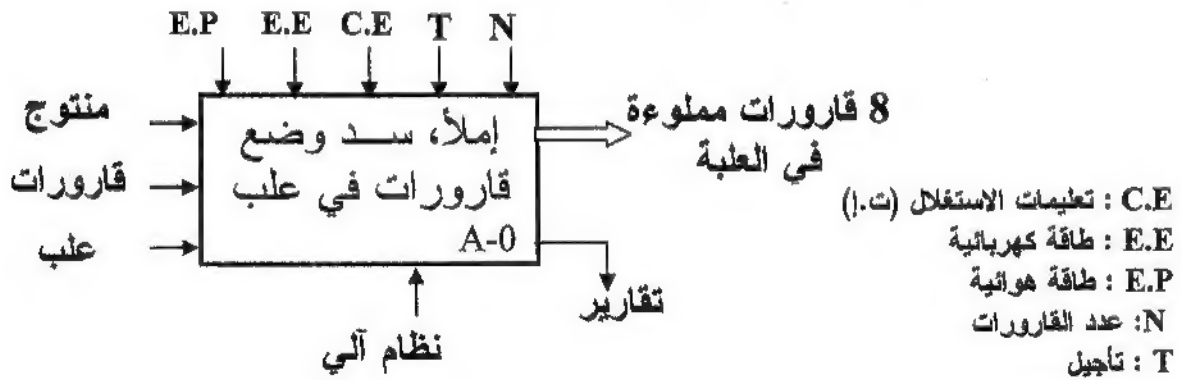 E.P E.E C.E T N
منتوج
قارورات
علب
إملأ، سد وضع
قارورات في علب
A-0
8 قارورات مملوءة
في العلبة
تقارير
نظام آلي
C.E : تعليمات الاستغلال (ت.إ)
E.E : طاقة كهربائية
E.P : طاقة هوائية
N: عدد القارورات
T : تأجيل